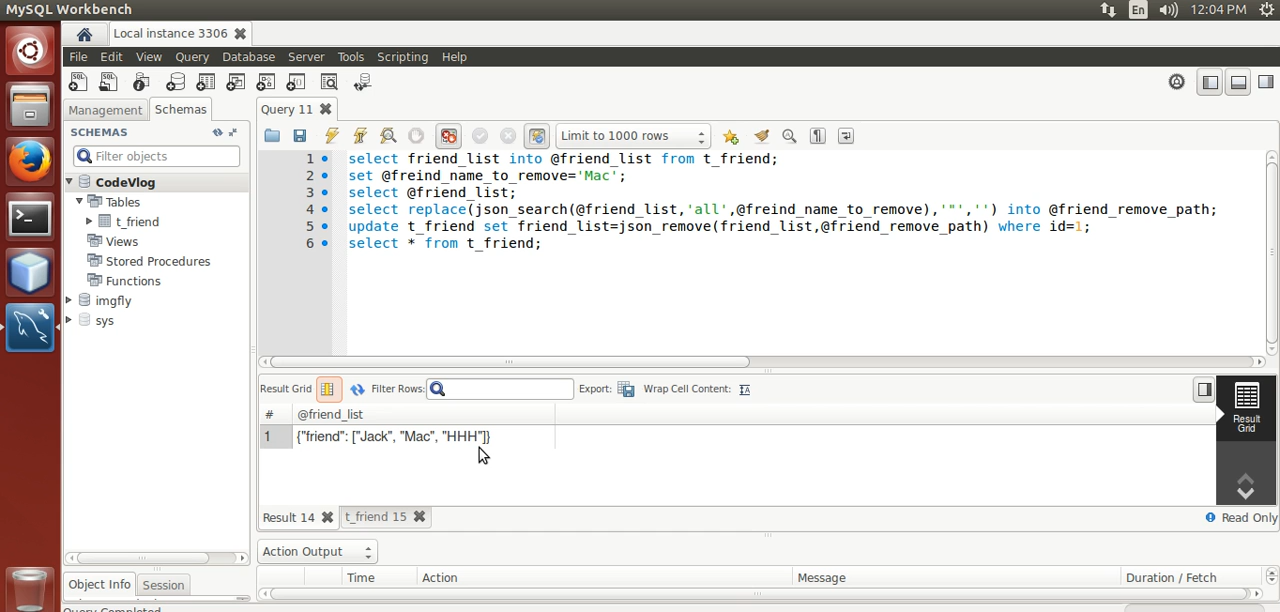 MySQL Workbench
En
12:04 PM
Local instance 3306
File Edit View Query Database Server Tools Scripting Help
Management Schemas
Query 11
SCHEMAS
Limit to 1000 rows
Filter objects
CodeVlog
Tables
t_friend
Views
Stored Procedures
Functions
imgfly
sys
1 select friend_list into @friend_list from t_friend;
2 set @freind_name_to_remove='Mac';
3 select @friend_list;
4 select replace(json_search(@friend_list,'all',@freind_name_to_remove),'"','') into @friend_remove_path;
5 update t_friend set friend_list=json_remove(friend_list,@friend_remove_path) where id=1;
6 select * from t_friend;
Result Grid Filter Rows: Export: Wrap Cell Content:
# @friend_list
1 {"friend": ["Jack", "Mac", "HHH"]}
Result Grid
Result 14 t_friend 15 Read Only
Action Output
Time Action Message Duration / Fetch
Object Info Session
Query Completed